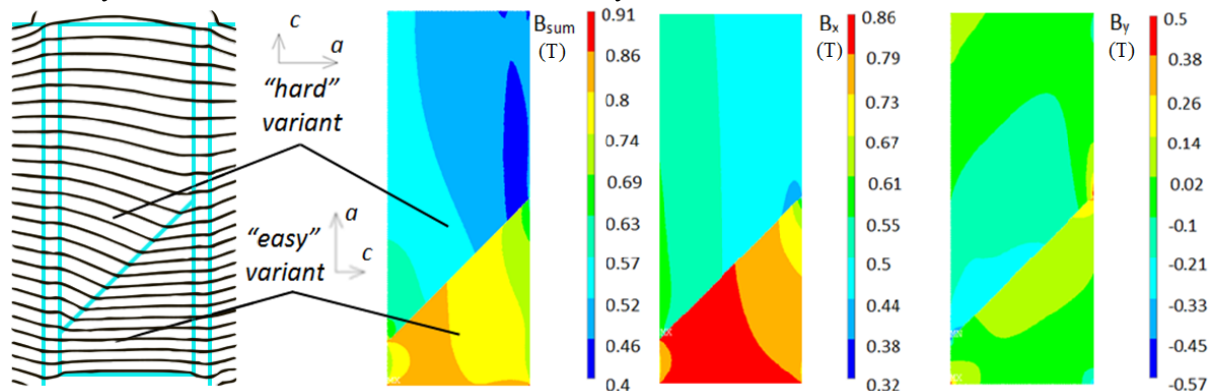 c
a
“hard”
variant
a
“easy”
c
variant
Bsum
(T)
0.91
0.86
0.8
0.74
0.69
0.63
0.57
0.52
0.46
0.4
Bx
(T)
0.86
0.79
0.73
0.67
0.61
0.55
0.5
0.44
0.38
0.32
By
(T)
0.5
0.38
0.26
0.14
0.02
-0.1
-0.21
-0.33
-0.45
-0.57